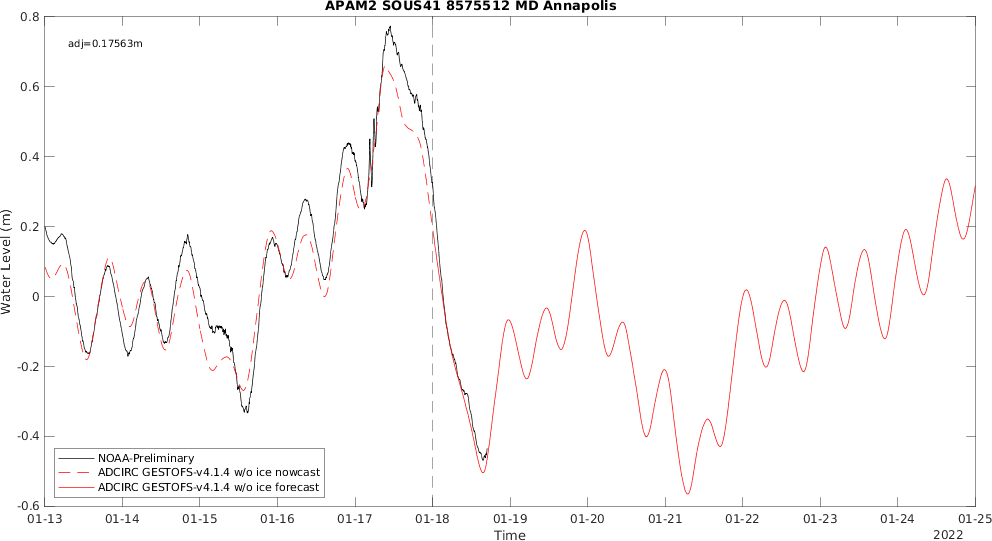 APAM2 SOUS41 8575512 MD Annapolis
adj=0.17563m
0.8
0.6
0.4
0.2
0
-0.2
-0.4
-0.6
Water Level (m)
NOAA-Preliminary
ADCIRC GESTOFS-v4.1.4 w/o ice nowcast
ADCIRC GESTOFS-v4.1.4 w/o ice forecast
01-13 01-14 01-15 01-16 01-17 01-18 01-19 01-20 01-21 01-22 01-23 01-24 01-25
Time
2022